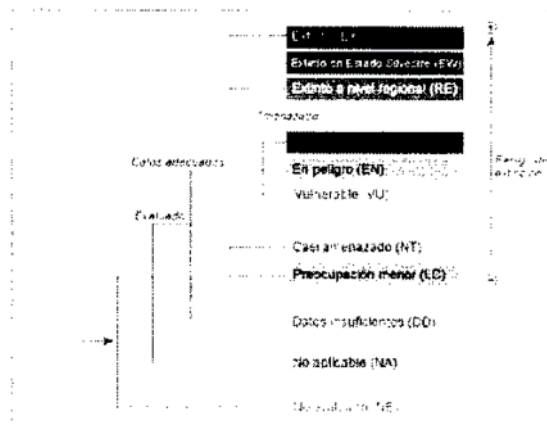 Extinto en Estado Silvestre (EW)
Extinto a nivel regional (RE)
Amenazado
En peligro (EN)
Vulnerable (VU)
Datos adecuados
Evaluado
Casi amenazado (NT)
Preocupación menor (LC)
Datos insuficientes (DD)
No aplicable (NA)